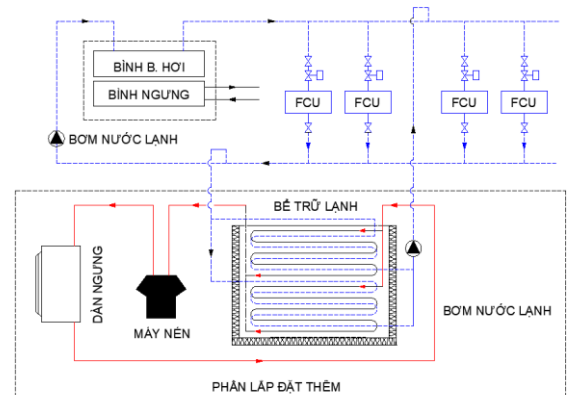 BÌNH B. HƠI
BÌNH NGƯNG
FCU
FCU
FCU
FCU
BƠM NƯỚC LẠNH
BỂ TRỮ LẠNH
DÀN NGƯNG
MÁY NÉN
BƠM NƯỚC LẠNH
PHẦN LẮP ĐẶT THÊM